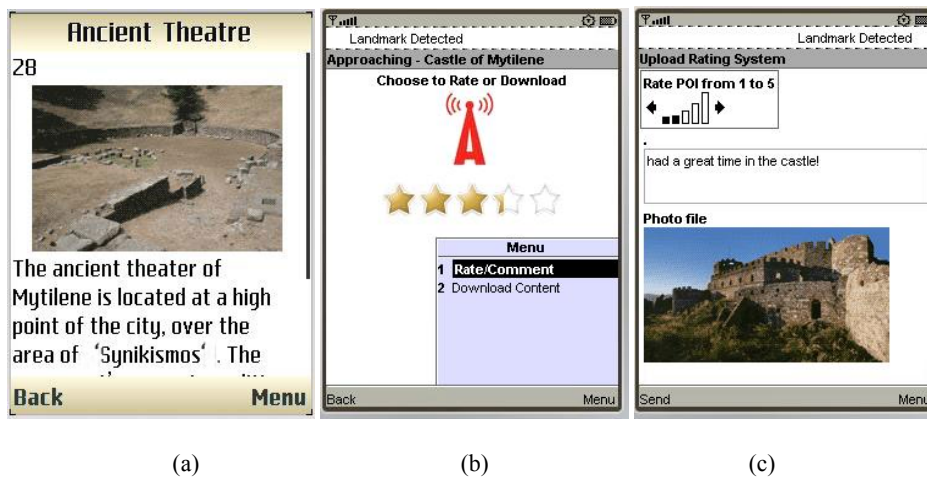 Ancient Theatre
28
The ancient theater of
Mytilene is located at a high
point of the city, over the
area of ‘Synikismos‘ . The
Back Menu
(a)
Landmark Detected
Approaching - Castle of Mytilene
Choose to Rate or Download
Menu
1 Rate/Comment
2 Download Content
Back Menu
(b)
Landmark Detected
Upload Rating System
Rate POI from 1 to 5
.
had a great time in the castle!
Photo file
Send Menu
(c)